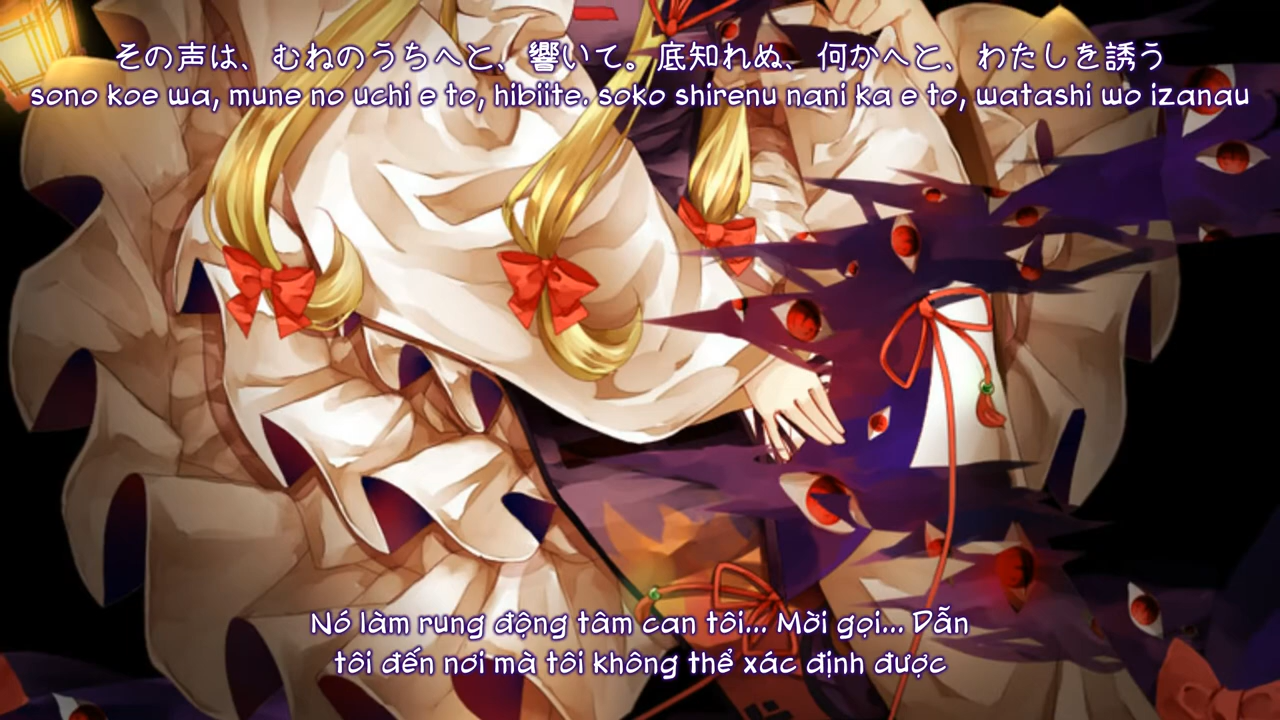 その声は、むねのうちへと、響いて。底知れぬ、何かへと、わたしを誘う
sono koe wa, mune no uchi e to, hibiite. soko shirenu nani ka e to, watashi wo izanau
Nó làm rung động tâm can tôi... Mời gọi... Dẫn
tôi đến nơi mà tôi không thể xác định được